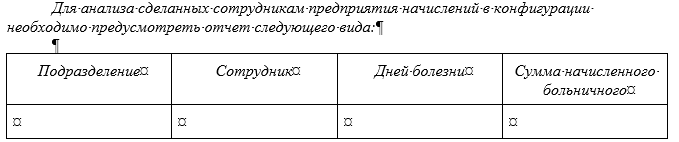 Для анализа сделанных сотрудникам предприятия начислений в конфигурации
необходимо предусмотреть отчет следующего вида:¶
¶
Подразделение¤ Сотрудник¤ Дней болезни¤ Сумма начисленного
больничного¤
¤ ¤ ¤ ¤